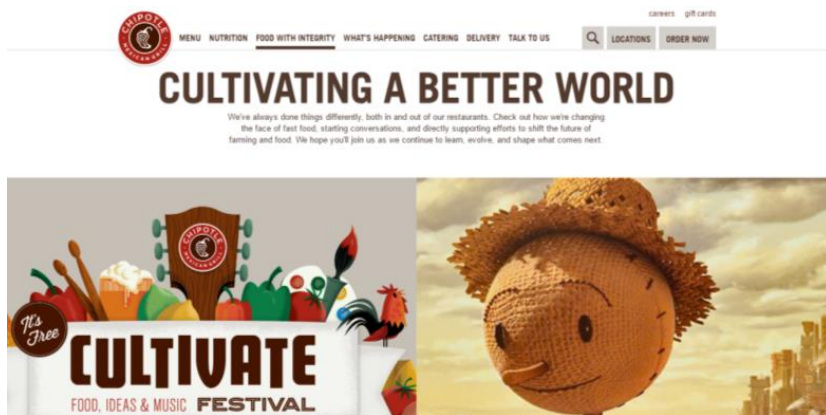 careers gift cards
CHIPOTLE
MEXICAN GRILL
MENU NUTRITION FOOD WITH INTEGRITY WHAT'S HAPPENING CATERING DELIVERY TALK TO US LOCATIONS ORDER NOW
CULTIVATING A BETTER WORLD
We've always done things differently, both in and out of our restaurants. Check out how we're changing
the face of fast food, starting conversations, and directly supporting efforts to shift the future of
farming and food. We hope you'll join us as we continue to learn, evolve, and shape what comes next.
CHIPOTLE
MEXICAN GRILL
It's
Free
CULTIVATE
FOOD, IDEAS & MUSIC FESTIVAL